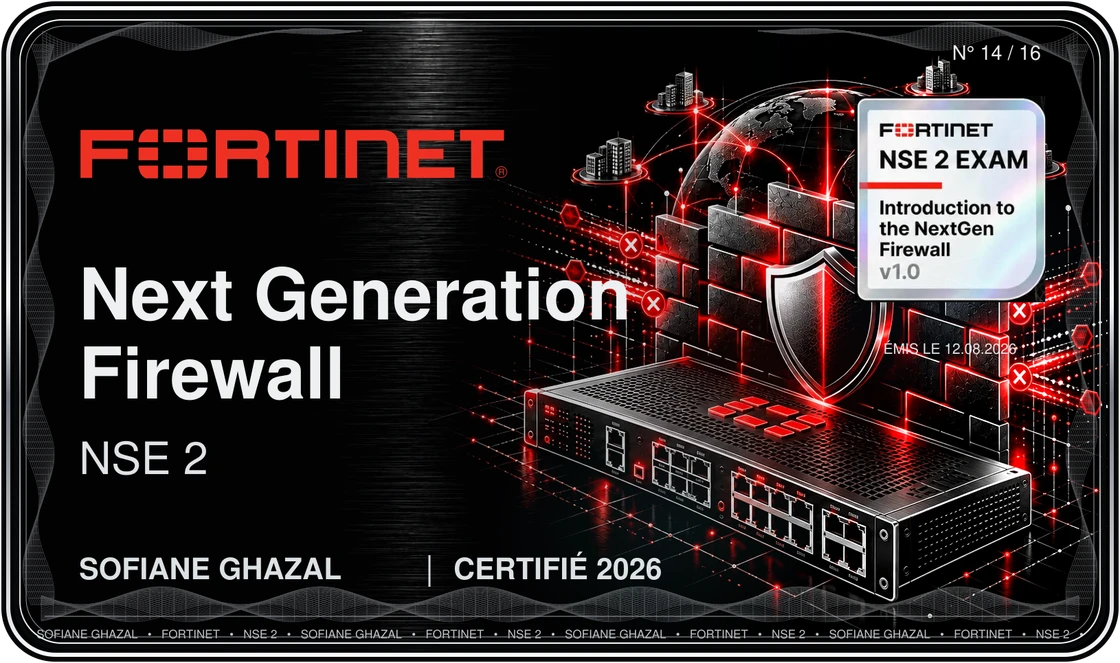 N° 14 / 16
FORTINET®
FORTINET
NSE 2 EXAM
Introduction to
the NextGen
Firewall
v1.0
Next Generation
Firewall
ÉMIS LE 12.08.2026
NSE 2
SOFIANE GHAZAL | CERTIFIÉ 2026
SOFIANE GHAZAL • FORTINET • NSE 2 • SOFIANE GHAZAL • FORTINET • NSE 2 • SOFIANE GHAZAL • FORTINET • NSE 2 • SOFIANE GHAZAL • FORTINET • NSE 2 •